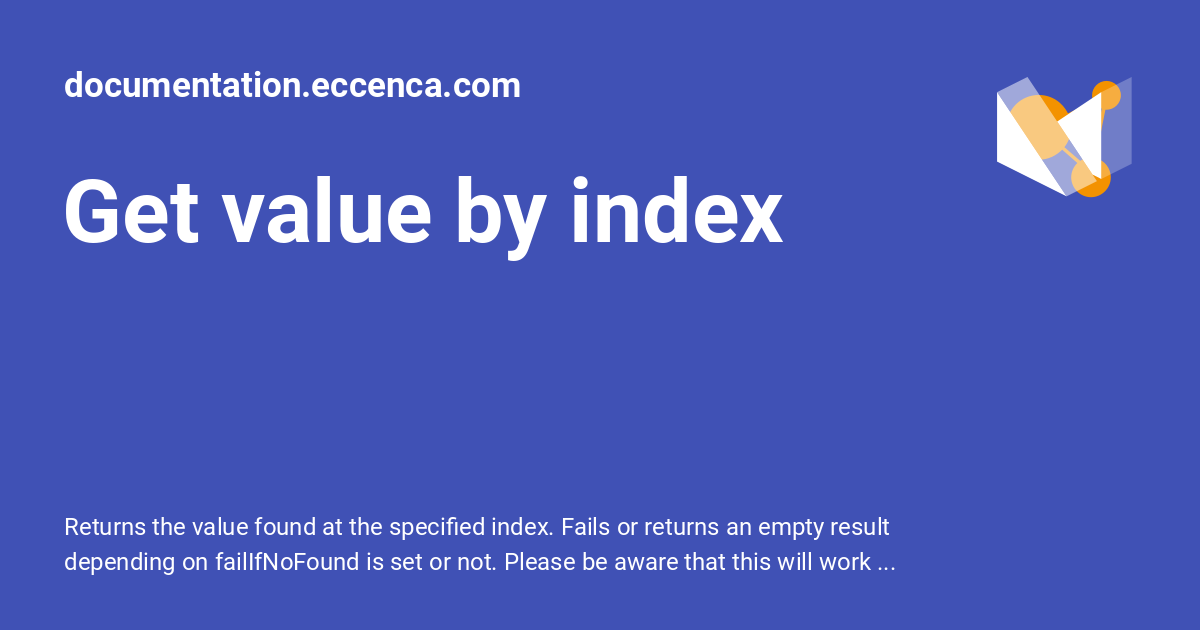 documentation.eccenca.com
Get value by index
Returns the value found at the specified index. Fails or returns an empty result
depending on failIfNoFound is set or not. Please be aware that this will work ...